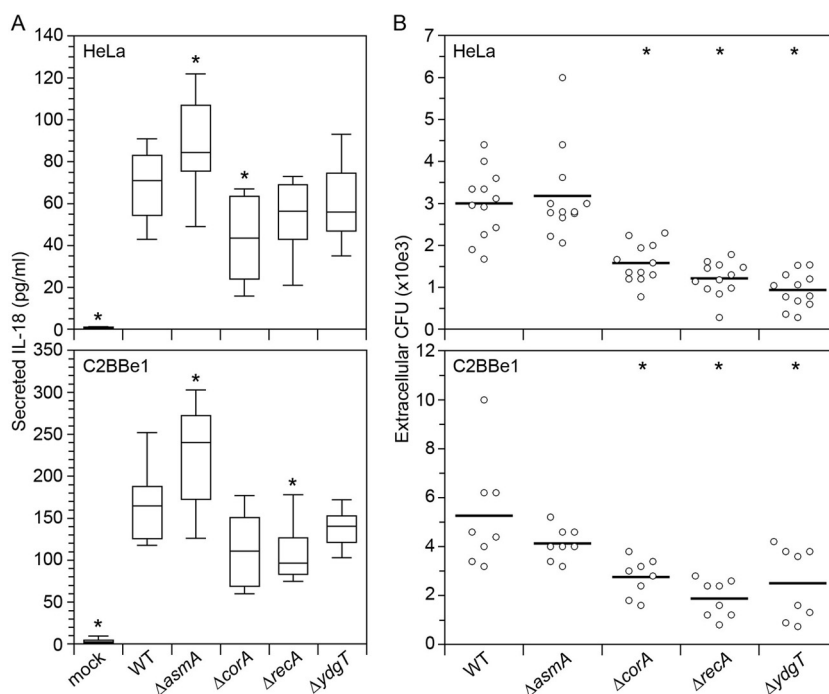 A
B
Secreted IL-18 (pg/ml)
HeLa
140
120
100
80
60
40
20
0
*
*
*
C2BBe1
350
300
250
200
150
100
50
0
*
*
*
mock
WT
ΔasmA
ΔcorA
ΔrecA
ΔydgT
Extracellular CFU (x10e3)
HeLa
7
6
5
4
3
2
1
0
* * *
C2BBe1
12
10
8
6
4
2
0
* * *
WT
ΔasmA
ΔcorA
ΔrecA
ΔydgT